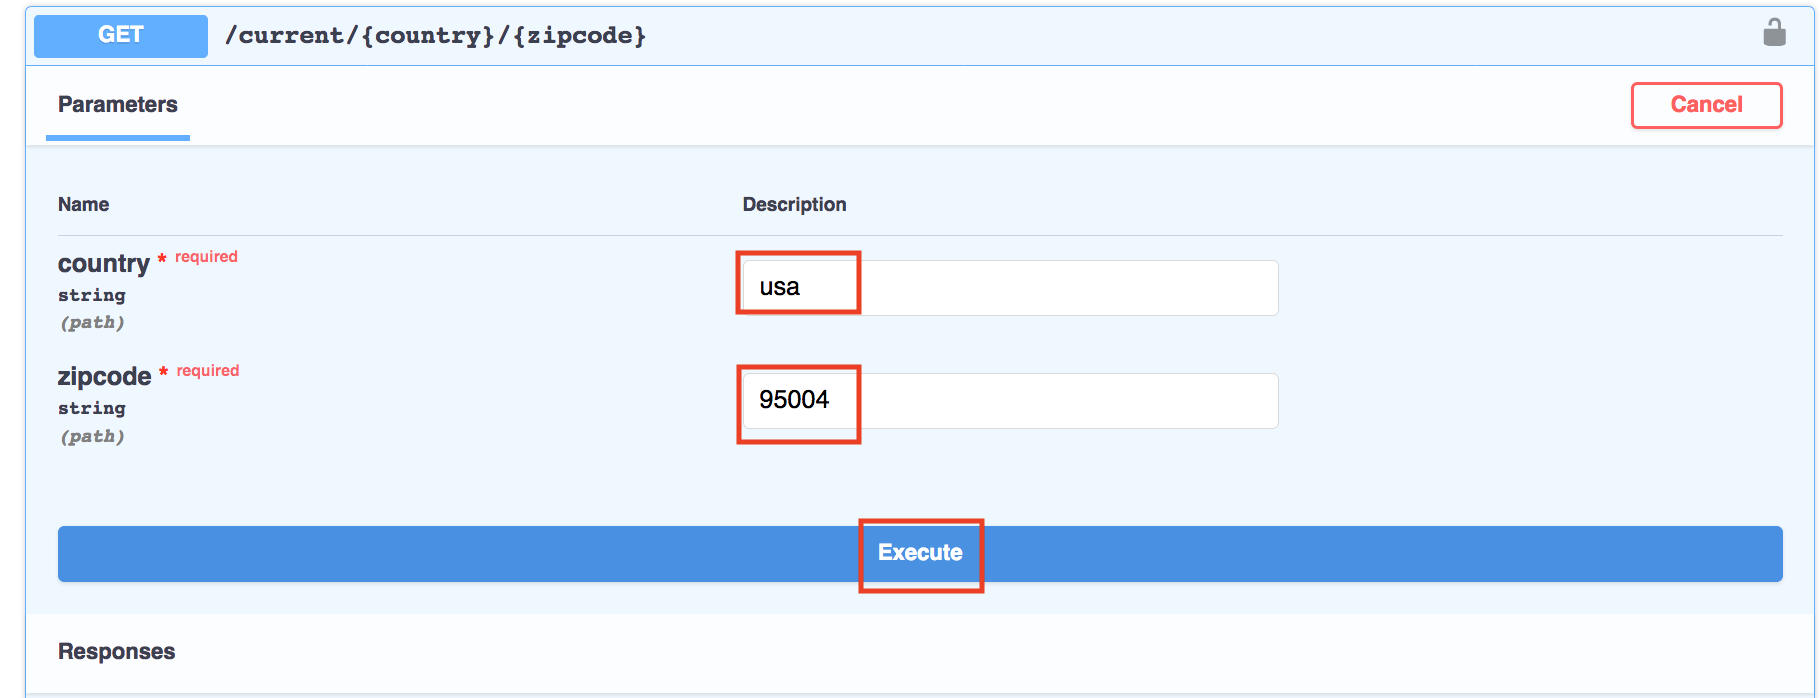 GET /current/{country}/{zipcode}
Parameters Cancel
Name Description
country * required
string
(path)
usa
zipcode * required
string
(path)
95004
Execute
Responses